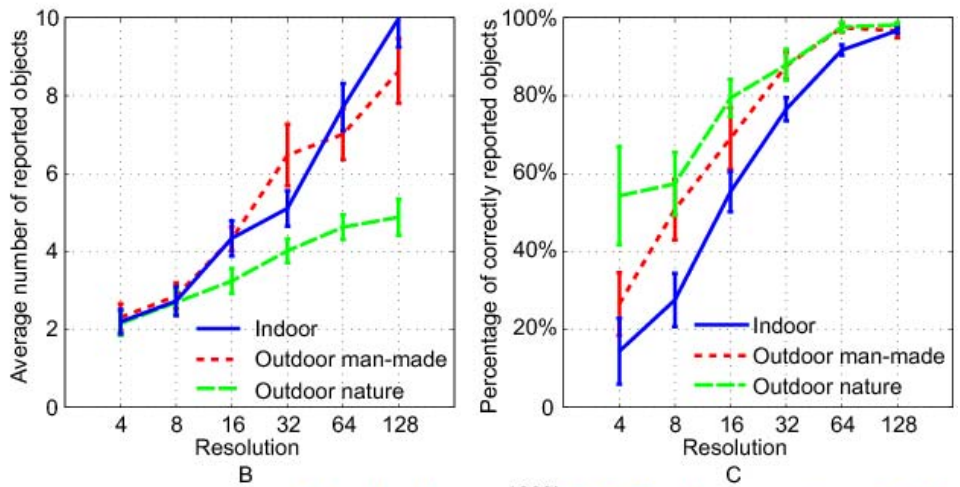 Average number of reported objects
10
8
6
4
2
0
Indoor
Outdoor man-made
Outdoor nature
4 8 16 32 64 128
Resolution
B
Percentage of correctly reported objects
100%
80%
60%
40%
20%
0
Indoor
Outdoor man-made
Outdoor nature
4 8 16 32 64 128
Resolution
C